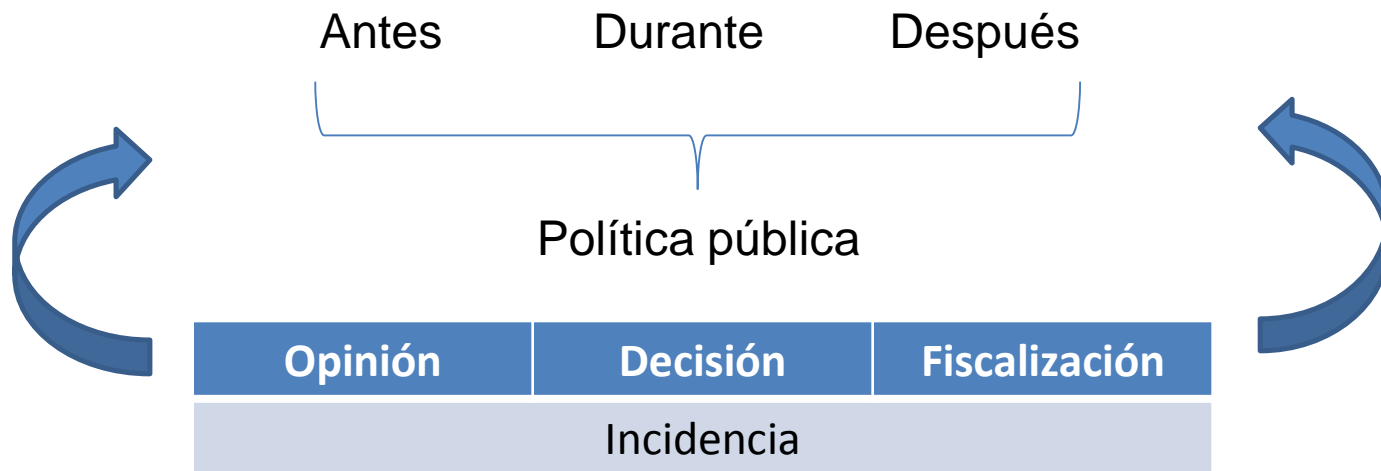 Antes Durante Después
Política pública
Opinión Decisión Fiscalización
Incidencia